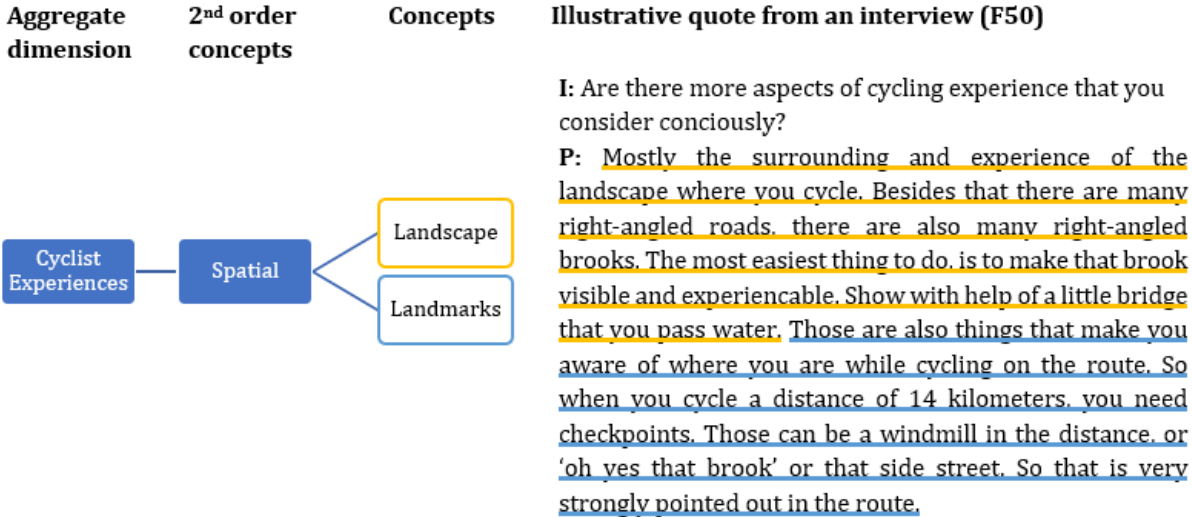 Aggregate dimension
2nd order concepts
Concepts
Illustrative quote from an interview (F50)
Cyclist Experiences
Spatial
Landscape
Landmarks
I: Are there more aspects of cycling experience that you
consider conciously?
P: Mostly the surrounding and experience of the
landscape where you cycle. Besides that there are many
right-angled roads, there are also many right-angled
brooks. The most easiest thing to do, is to make that brook
visible and experiencable. Show with help of a little bridge
that you pass water. Those are also things that make you
aware of where you are while cycling on the route. So
when you cycle a distance of 14 kilometers, you need
checkpoints. Those can be a windmill in the distance, or
‘oh yes that brook’ or that side street. So that is very
strongly pointed out in the route.